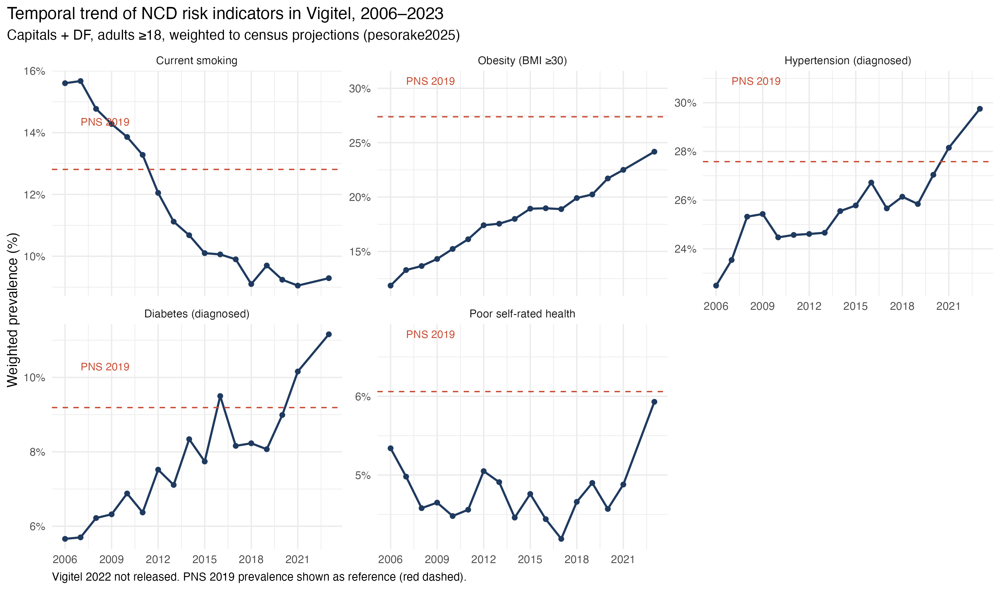 Temporal trend of NCD risk indicators in Vigitel, 2006–2023
Capitals + DF, adults ≥18, weighted to census projections (pesorake2025)
Weighted prevalence (%)
Current smoking
16%
14%
12%
10%
PNS 2019
Obesity (BMI ≥30)
30%
25%
20%
15%
PNS 2019
Hypertension (diagnosed)
30%
28%
26%
24%
PNS 2019
2006 2009 2012 2015 2018 2021
Diabetes (diagnosed)
10%
8%
6%
PNS 2019
2006 2009 2012 2015 2018 2021
Poor self-rated health
6%
5%
PNS 2019
2006 2009 2012 2015 2018 2021
Vigitel 2022 not released. PNS 2019 prevalence shown as reference (red dashed).